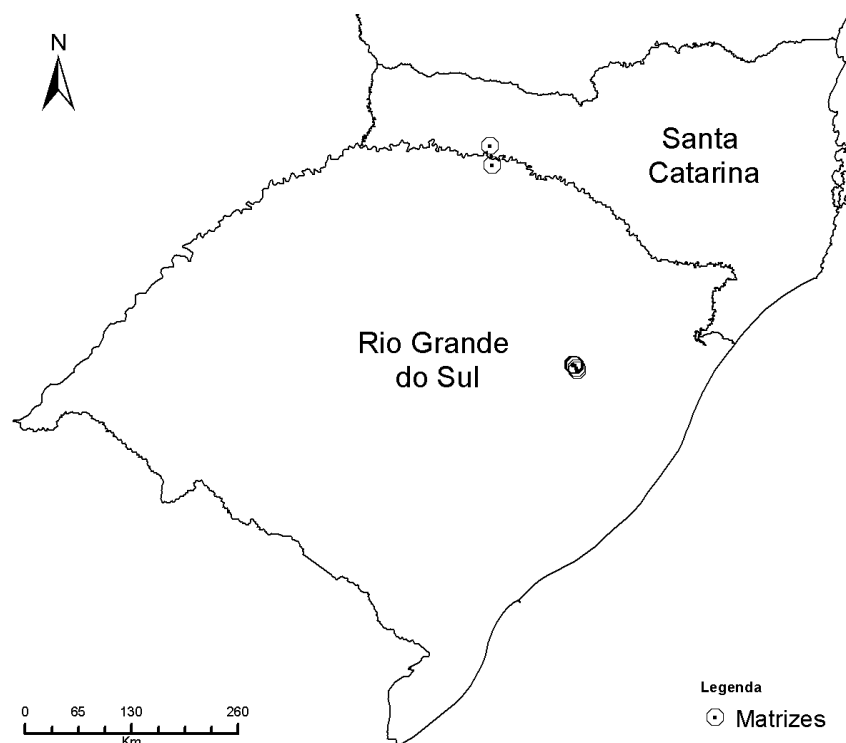 N
Santa
Catarina
Rio Grande
do Sul
Legenda
Matrizes
0 65 130 260
Km